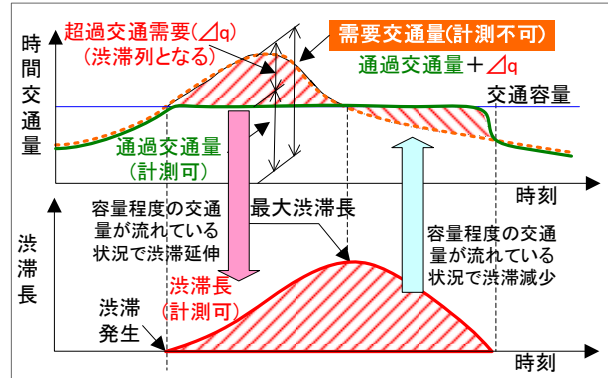 時間交通量
超過交通需要(⊿q)
(渋滞列となる)
需要交通量(計測不可)
通過交通量＋⊿q
交通容量
通過交通量
(計測可)
時刻
容量程度の交通
量が流れている
状況で渋滞延伸
最大渋滞長
容量程度の交通
量が流れている
状況で渋滞減少
渋滞長
渋滞長
(計測可)
渋滞
発生
時刻